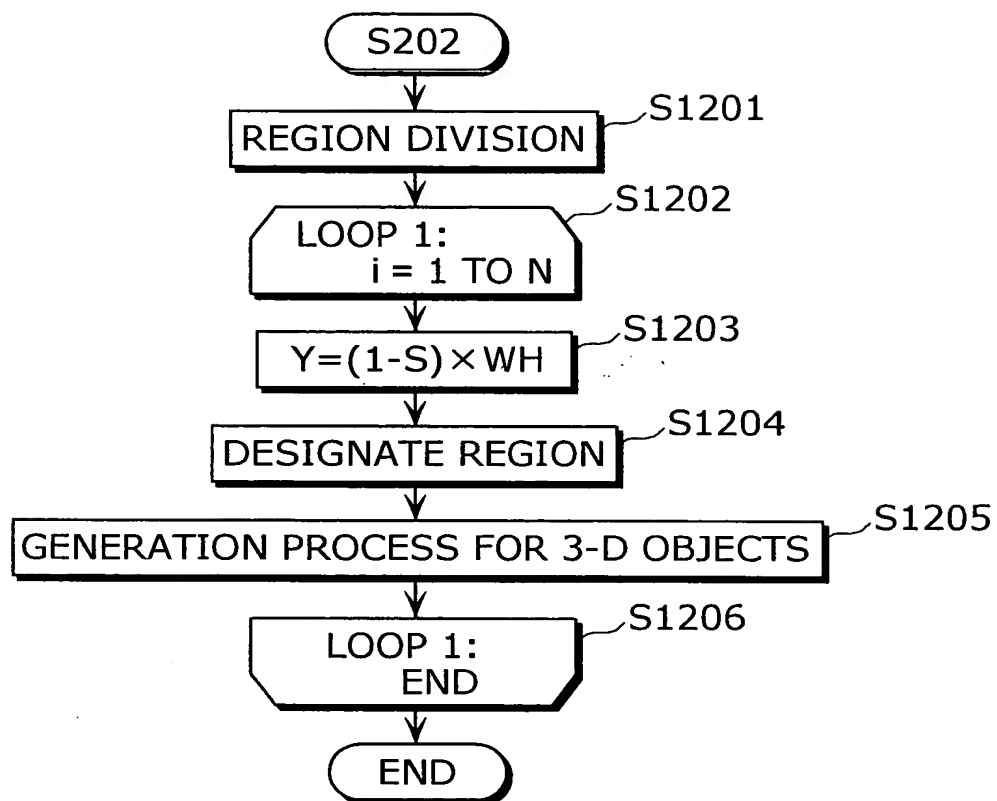 S202
S1201
REGION DIVISION
S1202
LOOP 1:
i = 1 TO N
S1203
Y=(1-S)×WH
S1204
DESIGNATE REGION
S1205
GENERATION PROCESS FOR 3-D OBJECTS
S1206
LOOP 1:
END
END